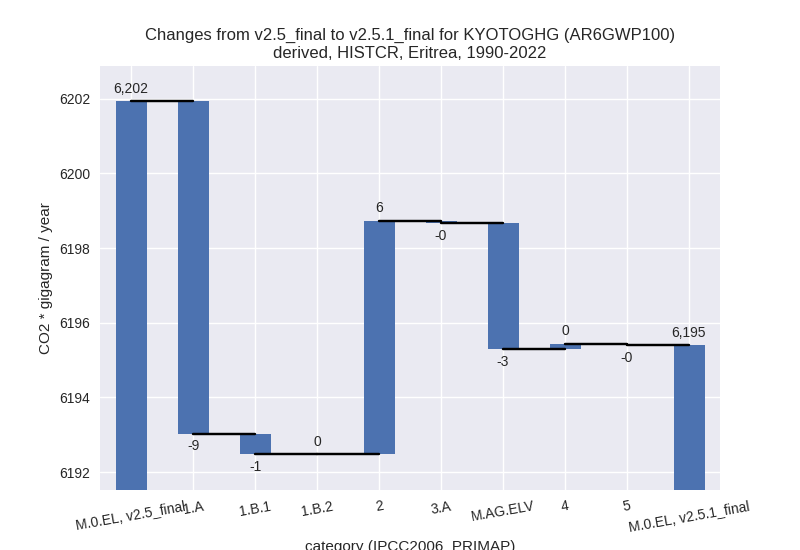 Changes from v2.5_final to v2.5.1_final for KYOTOGHG (AR6GWP100)
derived, HISTCR, Eritrea, 1990-2022
CO2 * gigagram / year
6202
6200
6198
6196
6194
6192
6,202
-9
-1
0
6
-0
-3
0
-0
6,195
M.0.EL, v2.5_final
1.A
1.B.1
1.B.2
2
3.A
M.AG.ELV
4
5
M.0.EL, v2.5.1_final
category (IPCC2006_PRIMAP)